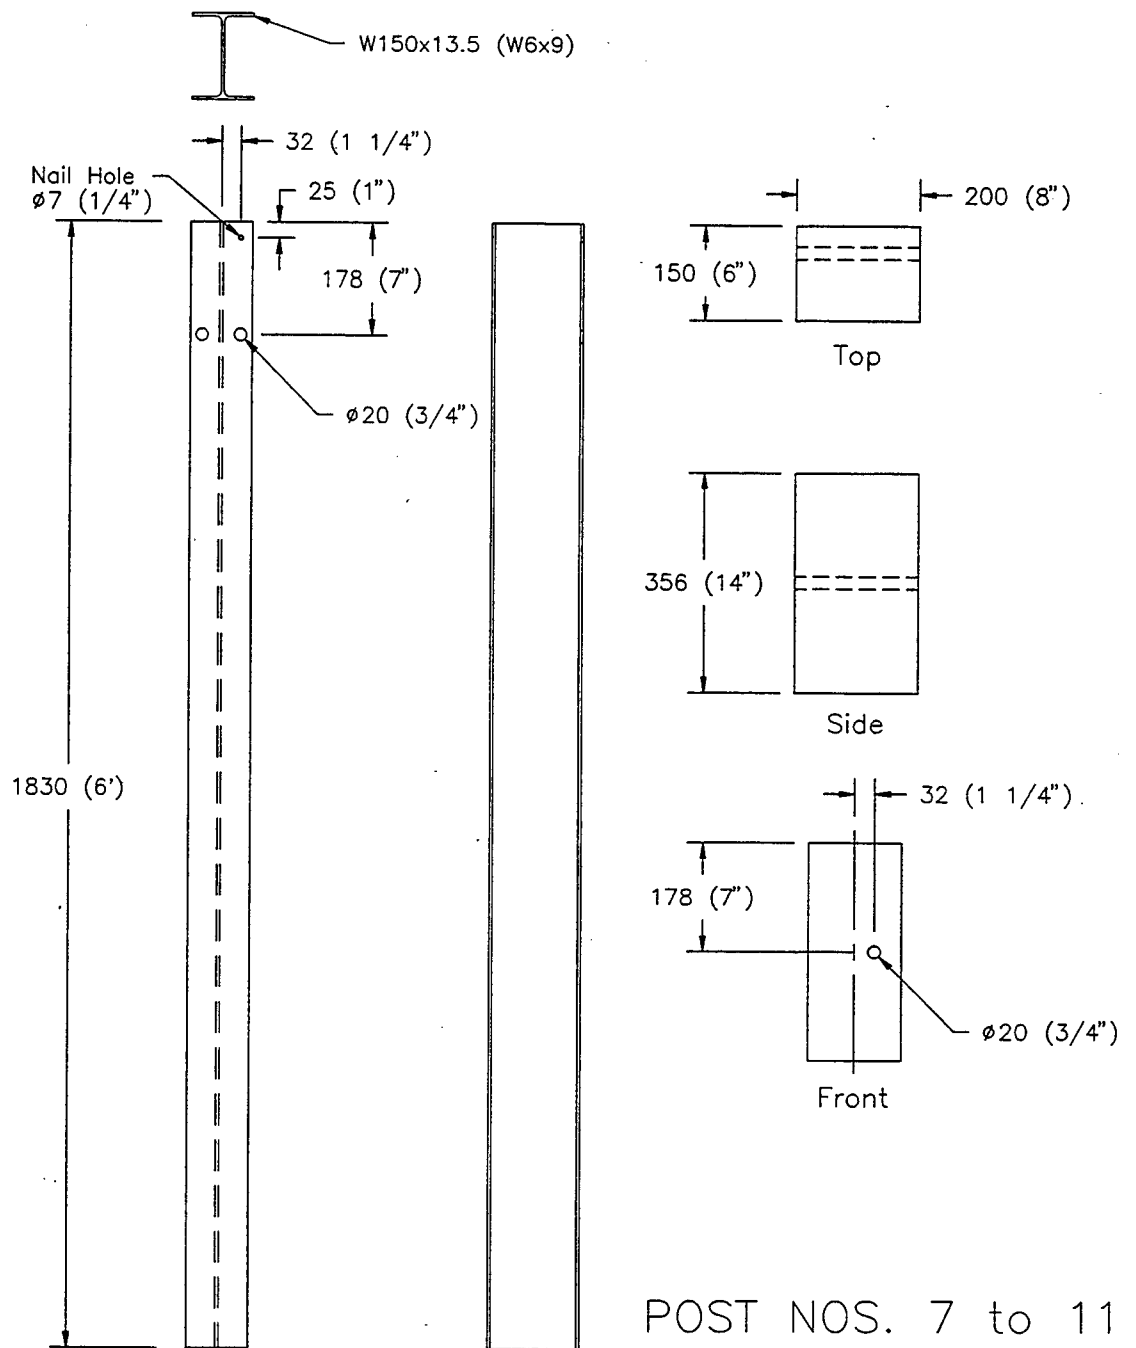 W150x13.5 (W6x9)
32 (1 1/4")
Nail Hole
ø7 (1/4")
25 (1")
178 (7")
ø20 (3/4")
1830 (6')
200 (8")
150 (6")
Top
356 (14")
Side
32 (1 1/4")
178 (7")
ø20 (3/4")
Front
POST NOS. 7 to 11